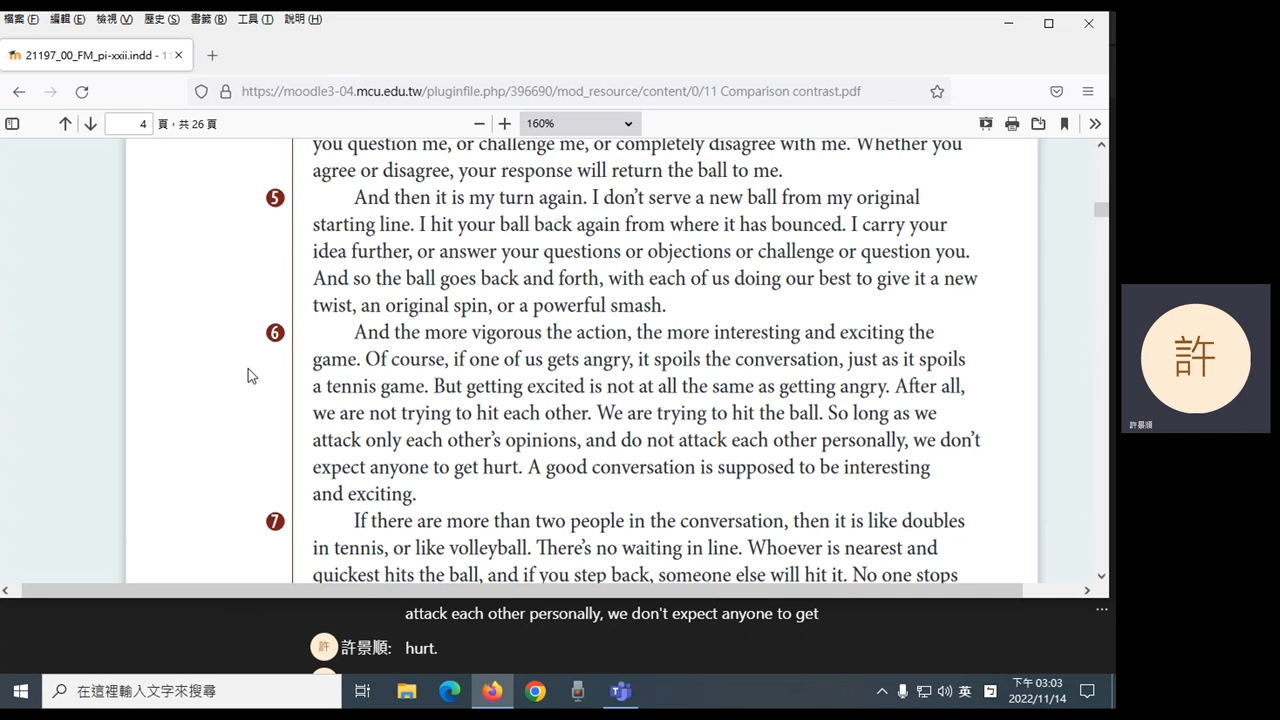 檔案(F) 編輯(E) 檢視(V) 歷史(S) 書籤(B) 工具(T) 說明(H)
21197_00_FM_pi-xxii.indd - 11
https://moodle3-04.mcu.edu.tw/pluginfile.php/396690/mod_resource/content/0/11 Comparison contrast.pdf
4 頁，共 26 頁 160%
you question me, or challenge me, or completely disagree with me. Whether you
agree or disagree, your response will return the ball to me.
5 And then it is my turn again. I don't serve a new ball from my original
starting line. I hit your ball back again from where it has bounced. I carry your
idea further, or answer your questions or objections or challenge or question you.
And so the ball goes back and forth, with each of us doing our best to give it a new
twist, an original spin, or a powerful smash.
6 And the more vigorous the action, the more interesting and exciting the
game. Of course, if one of us gets angry, it spoils the conversation, just as it spoils
a tennis game. But getting excited is not at all the same as getting angry. After all,
we are not trying to hit each other. We are trying to hit the ball. So long as we
attack only each other's opinions, and do not attack each other personally, we don't
expect anyone to get hurt. A good conversation is supposed to be interesting
and exciting.
7 If there are more than two people in the conversation, then it is like doubles
in tennis, or like volleyball. There's no waiting in line. Whoever is nearest and
quickest hits the ball, and if you step back, someone else will hit it. No one stops
許
許景順
attack each other personally, we don't expect anyone to get
許 許景順: hurt.
在這裡輸入文字來搜尋
英
下午 03:03
2022/11/14